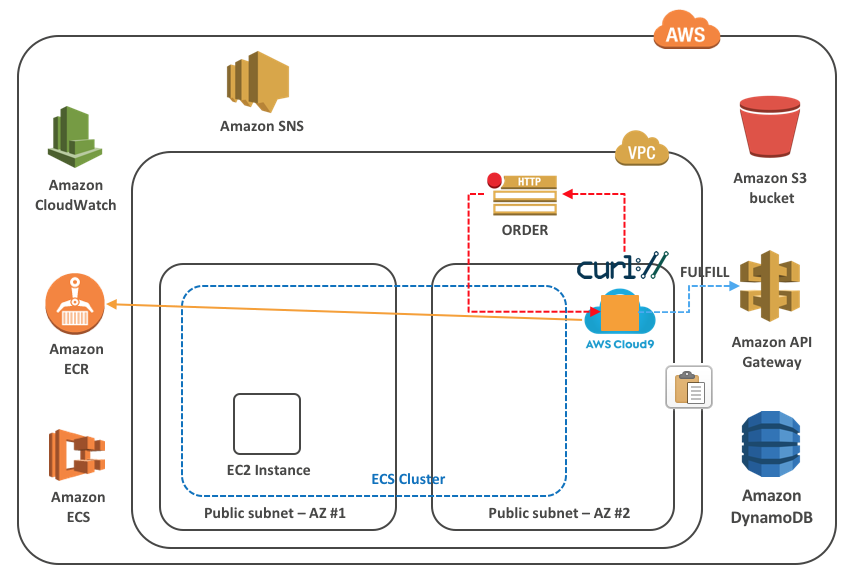 AWS
Amazon SNS
Amazon
CloudWatch
VPC
Amazon S3
bucket
HTTP
ORDER
curl://
FULFILL
Amazon
ECR
AWS Cloud9
Amazon API
Gateway
EC2 Instance
ECS Cluster
Amazon
ECS
Public subnet – AZ #1
Public subnet – AZ #2
Amazon
DynamoDB